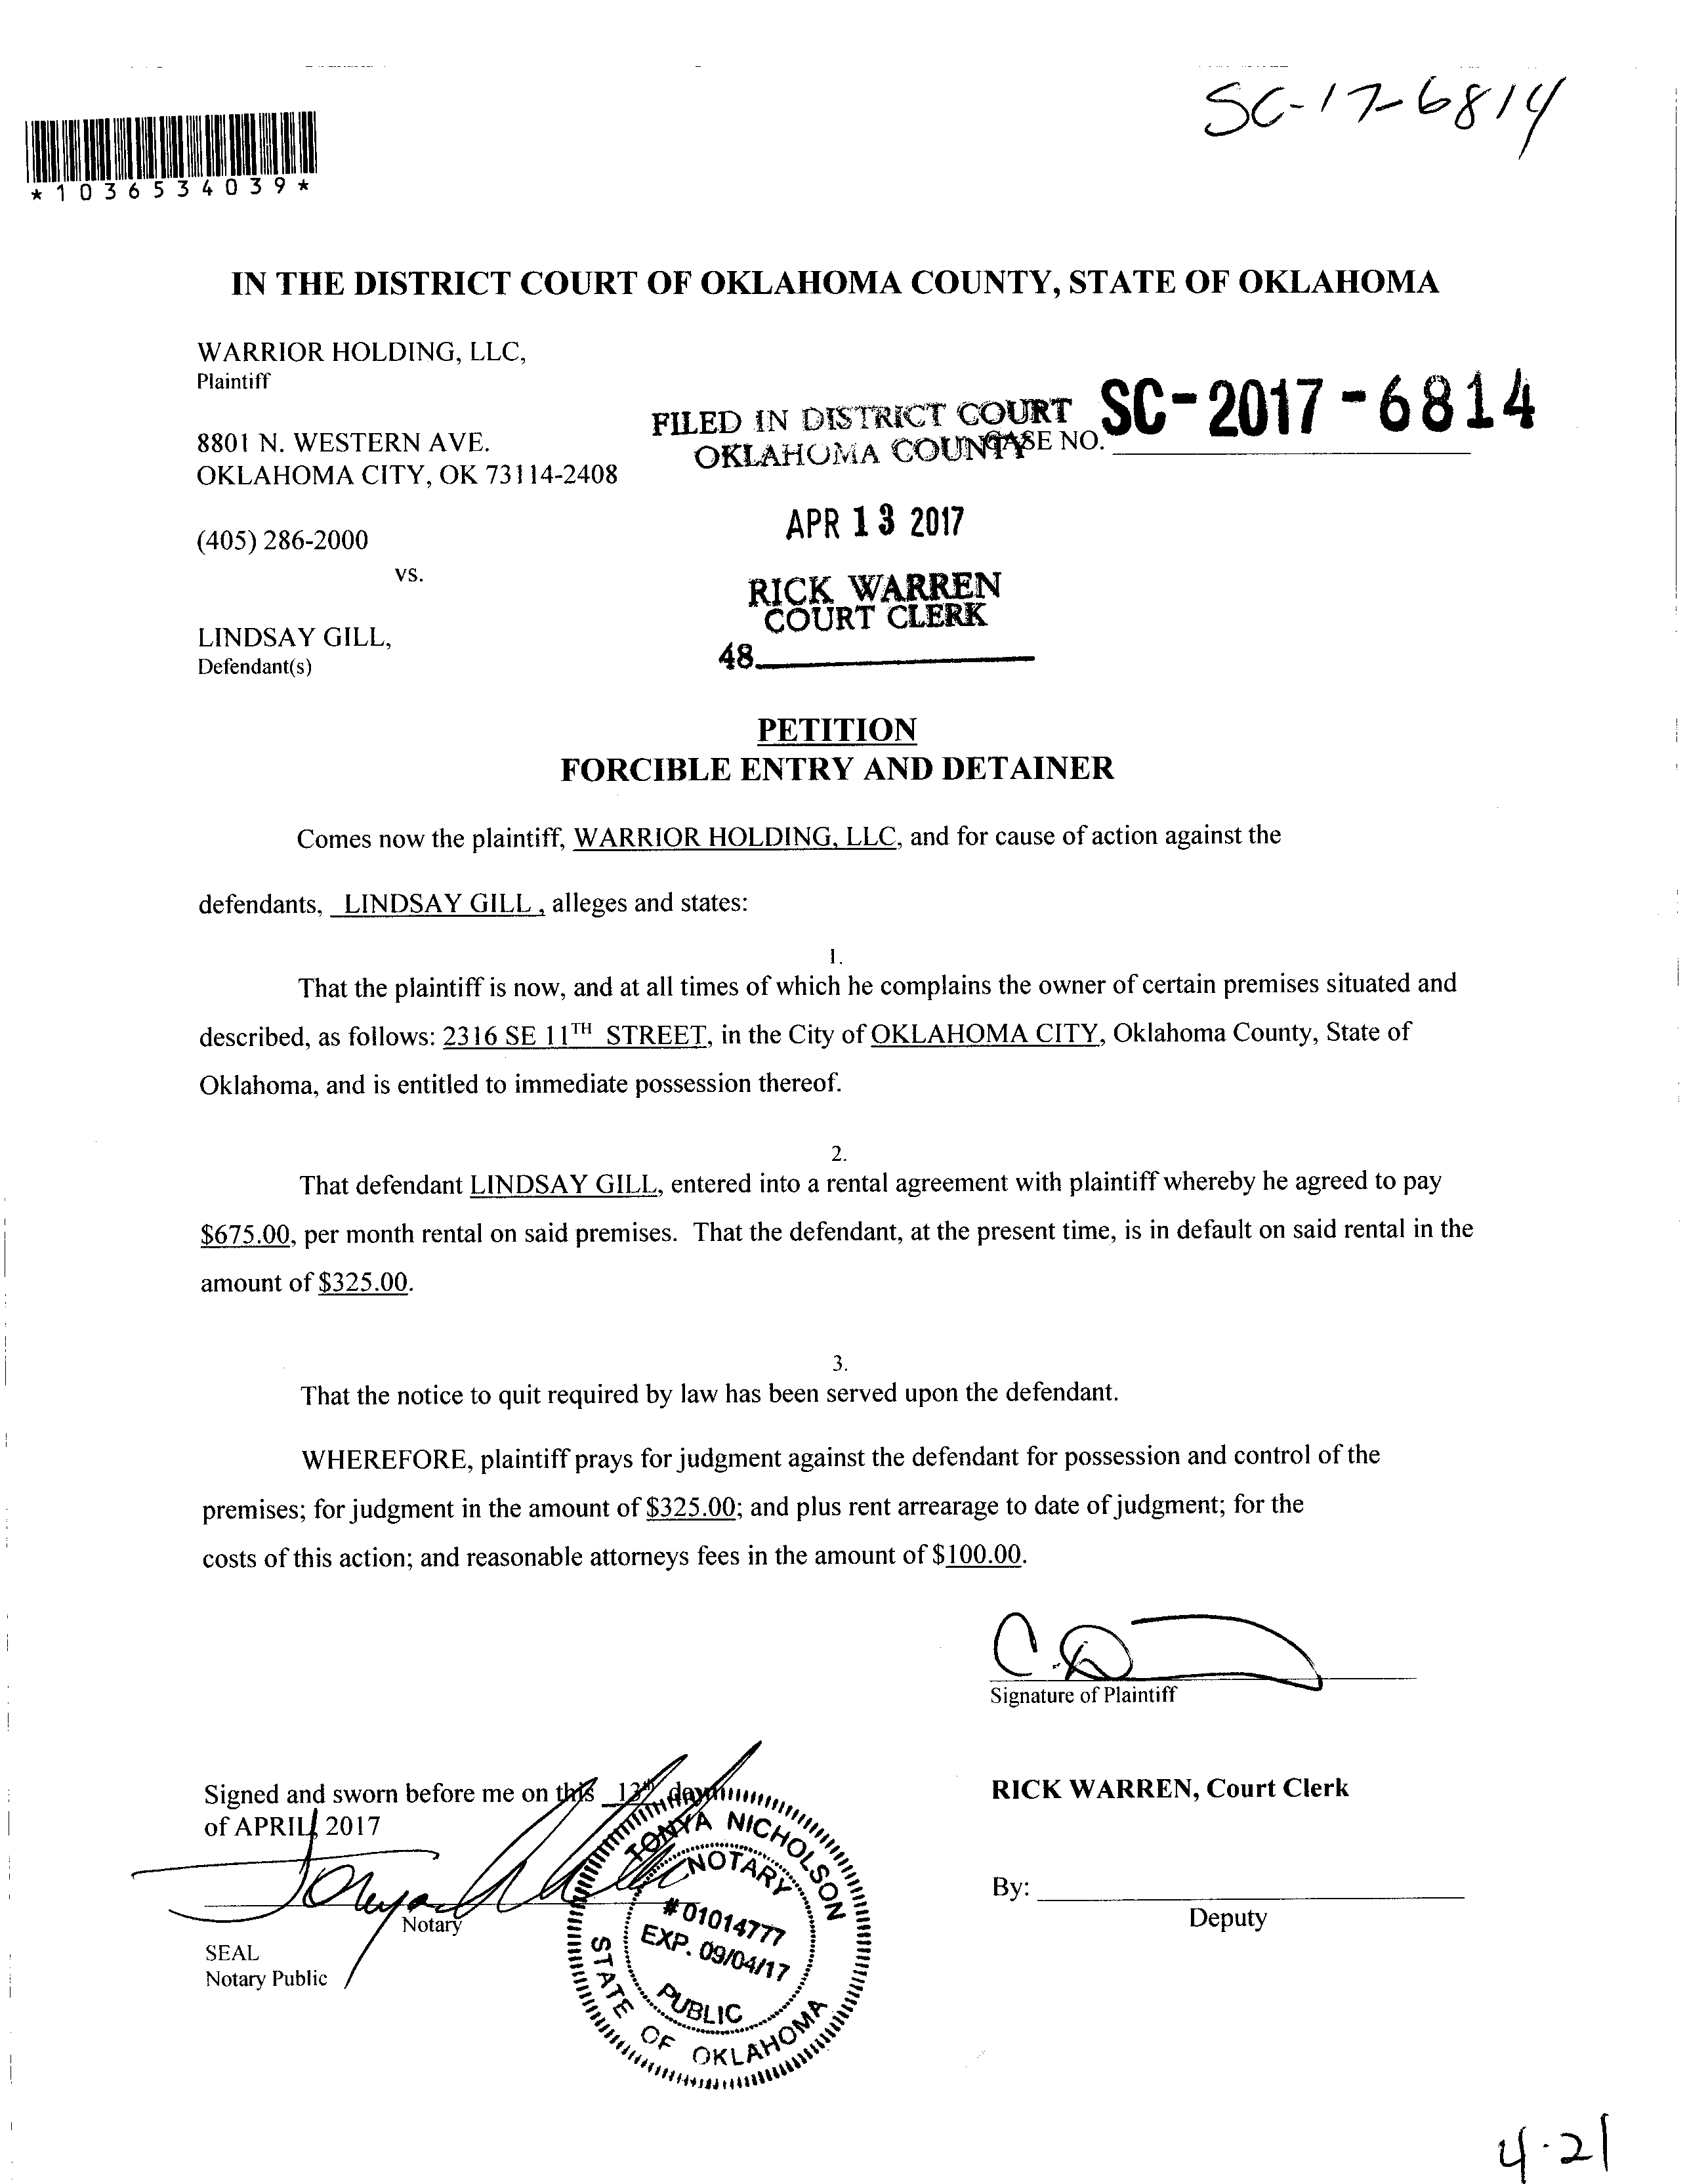 SC-17-6814
*1036534039*
IN THE DISTRICT COURT OF OKLAHOMA COUNTY, STATE OF OKLAHOMA
WARRIOR HOLDING, LLC,
Plaintiff
FILED IN DISTRICT COURT
OKLAHOMA COUNTY
CASE NO. SC-2017-6814
8801 N. WESTERN AVE.
OKLAHOMA CITY, OK 73114-2408
APR 13 2017
(405) 286-2000
vs.
RICK WARREN
COURT CLERK
48
LINDSAY GILL,
Defendant(s)
PETITION
FORCIBLE ENTRY AND DETAINER
Comes now the plaintiff, WARRIOR HOLDING, LLC, and for cause of action against the
defendants, LINDSAY GILL , alleges and states:
1.
That the plaintiff is now, and at all times of which he complains the owner of certain premises situated and
described, as follows: 2316 SE 11TH STREET, in the City of OKLAHOMA CITY, Oklahoma County, State of
Oklahoma, and is entitled to immediate possession thereof.
2.
That defendant LINDSAY GILL, entered into a rental agreement with plaintiff whereby he agreed to pay
$675.00, per month rental on said premises. That the defendant, at the present time, is in default on said rental in the
amount of $325.00.
3.
That the notice to quit required by law has been served upon the defendant.
WHEREFORE, plaintiff prays for judgment against the defendant for possession and control of the
premises; for judgment in the amount of $325.00; and plus rent arrearage to date of judgment; for the
costs of this action; and reasonable attorneys fees in the amount of $100.00.
Signature of Plaintiff
Signed and sworn before me on this 13th day
of APRIL, 2017
RICK WARREN, Court Clerk
Notary
SEAL
Notary Public
TONYA NICHOLSON
NOTARY
# 01014777
EXP. 09/04/17
PUBLIC
STATE OF OKLAHOMA
By:
Deputy
4-21